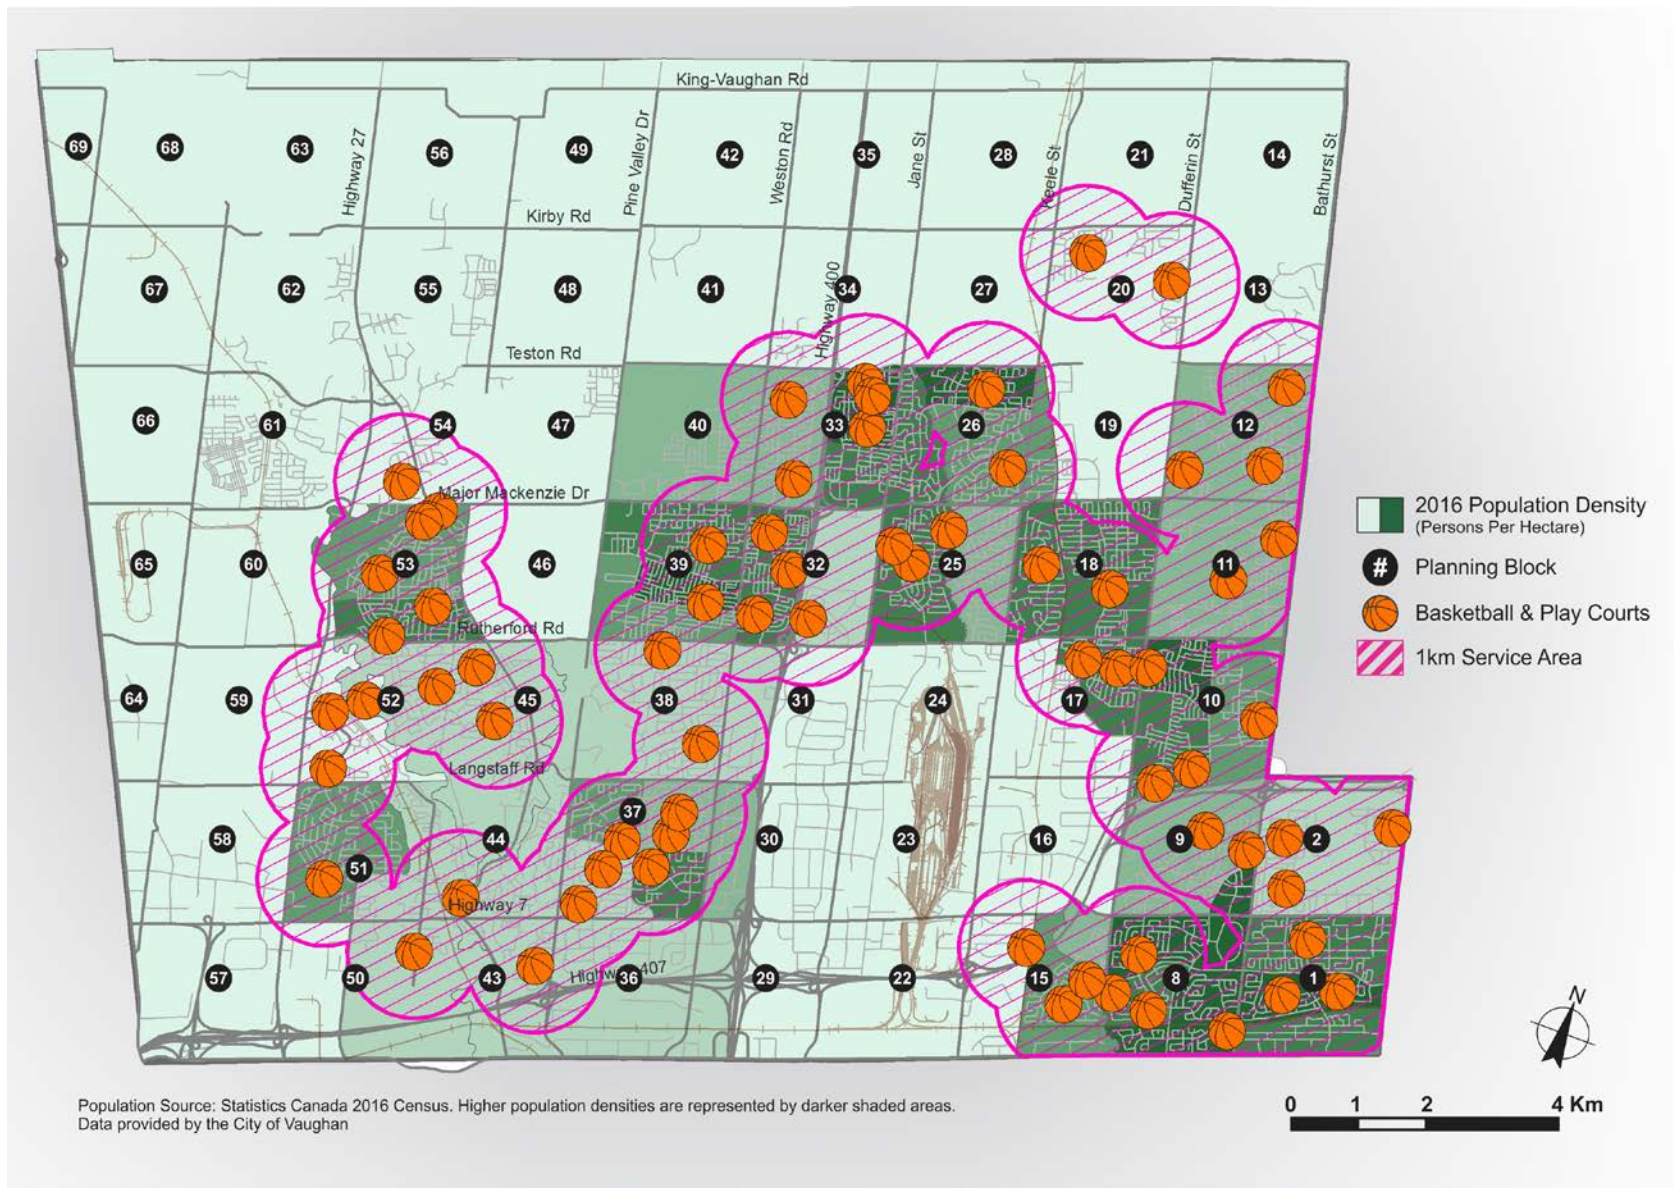 King-Vaughan Rd
69
68
63
56
49
42
35
28
21
14
Highway 27
Pine Valley Dr
Weston Rd
Jane St
Keele St
Dufferin St
Bathurst St
Kirby Rd
67
62
55
48
41
34
27
20
13
Highway 400
Teston Rd
66
61
54
47
40
33
26
19
12
Major Mackenzie Dr
65
60
53
46
39
32
25
18
11
Rutherford Rd
64
59
52
45
38
31
24
17
10
Langstaff Rd
58
51
44
37
30
23
16
9
2
Highway 7
57
50
43
36
29
22
15
8
1
Highway 407
2016 Population Density
(Persons Per Hectare)
# Planning Block
Basketball & Play Courts
1km Service Area
N
0 1 2 4 Km
Population Source: Statistics Canada 2016 Census. Higher population densities are represented by darker shaded areas.
Data provided by the City of Vaughan